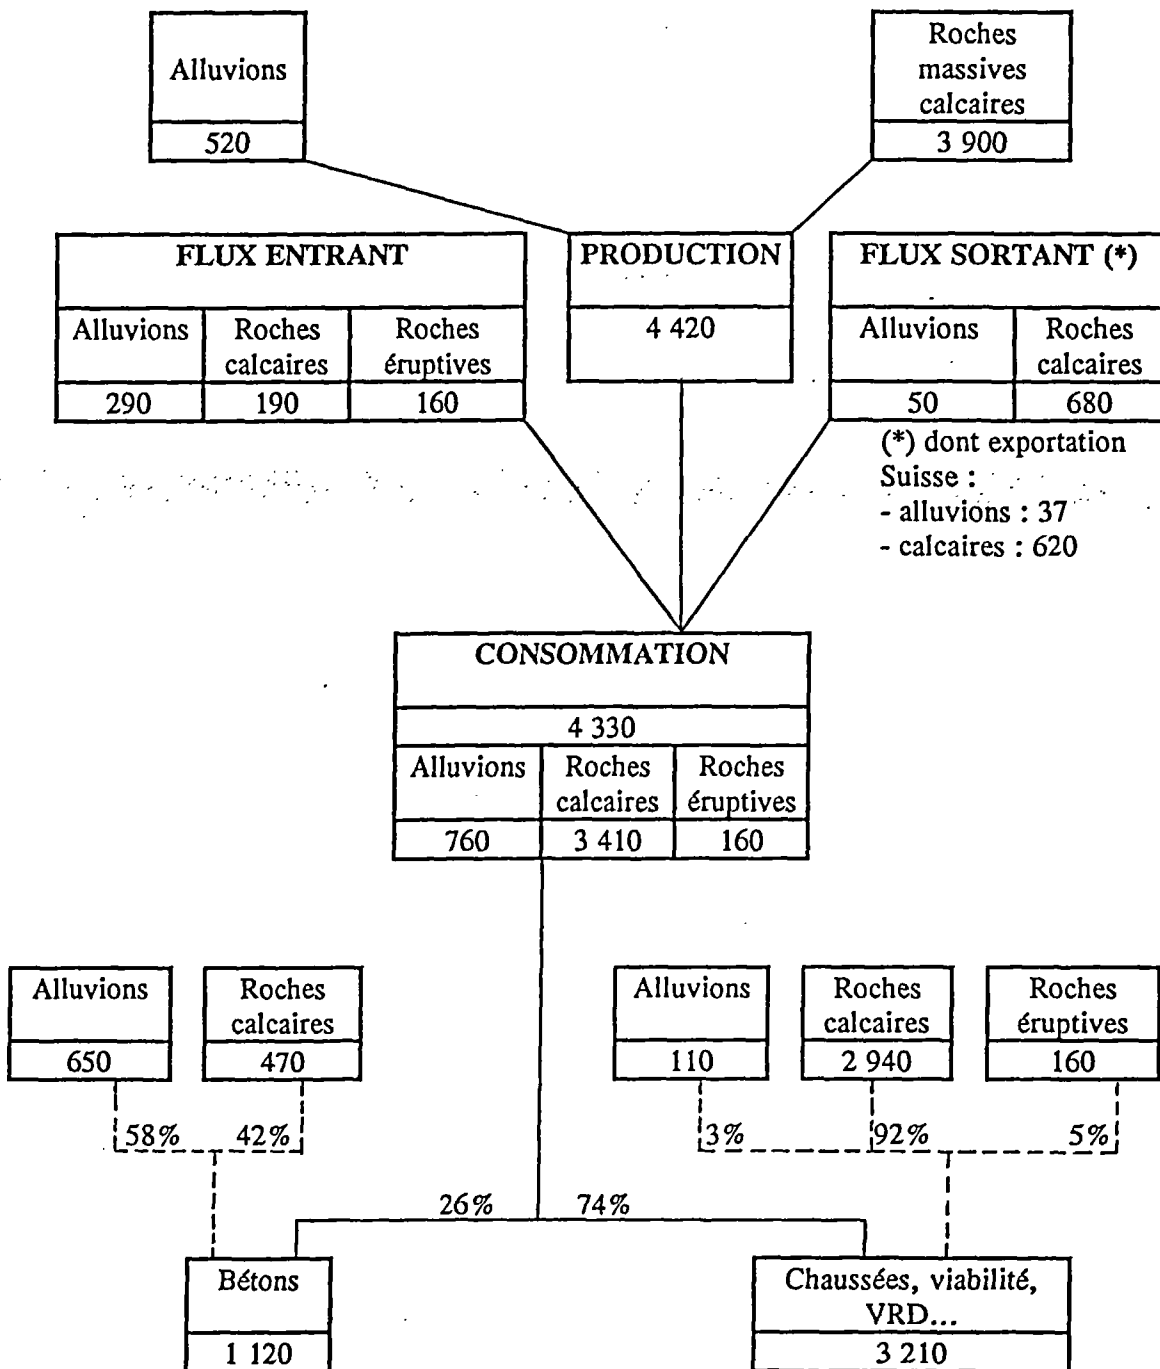 Alluvions
520
Roches
massives
calcaires
3 900
FLUX ENTRANT
Alluvions
Roches
calcaires
Roches
éruptives
290
190
160
PRODUCTION
4 420
FLUX SORTANT (*)
Alluvions
Roches
calcaires
50
680
(*) dont exportation
Suisse :
- alluvions : 37
- calcaires : 620
CONSOMMATION
4 330
Alluvions
Roches
calcaires
Roches
éruptives
760
3 410
160
Alluvions
650
Roches
calcaires
470
Alluvions
110
Roches
calcaires
2 940
Roches
éruptives
160
58%
42%
3%
92%
5%
26%
74%
Bétons
1 120
Chaussées, viabilité,
VRD...
3 210